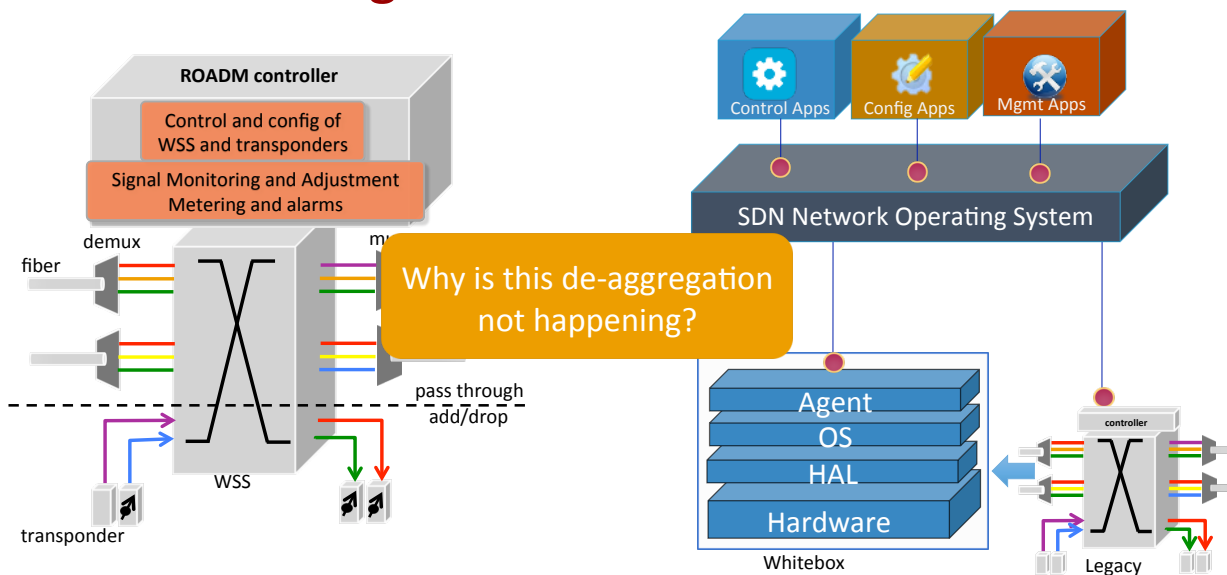 ROADM controller
Control and config of
WSS and transponders
Signal Monitoring and Adjustment
Metering and alarms
demux
fiber
pass through
add/drop
WSS
transponder
Why is this de-aggregation
not happening?
Control Apps
Config Apps
Mgmt Apps
SDN Network Operating System
Agent
OS
HAL
Hardware
Whitebox
controller
Legacy